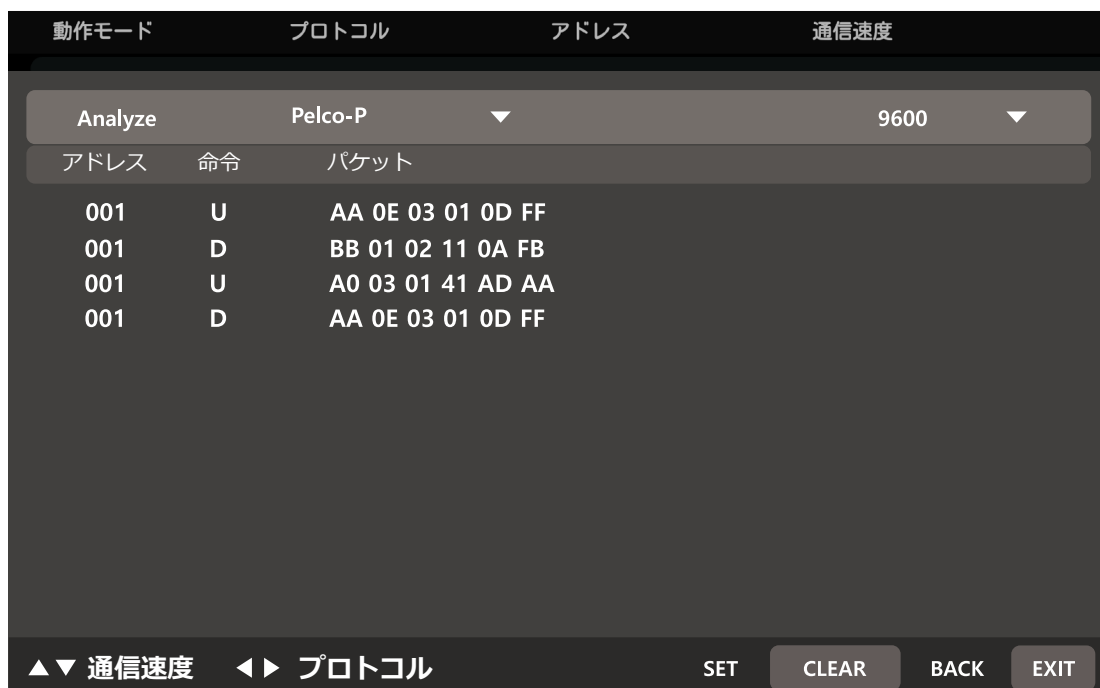 動作モード プロトコル アドレス 通信速度
Analyze Pelco-P 9600
アドレス 命令 パケット
001 U AA 0E 03 01 0D FF
001 D BB 01 02 11 0A FB
001 U A0 03 01 41 AD AA
001 D AA 0E 03 01 0D FF
▲▼ 通信速度 ◀▶ プロトコル SET CLEAR BACK EXIT